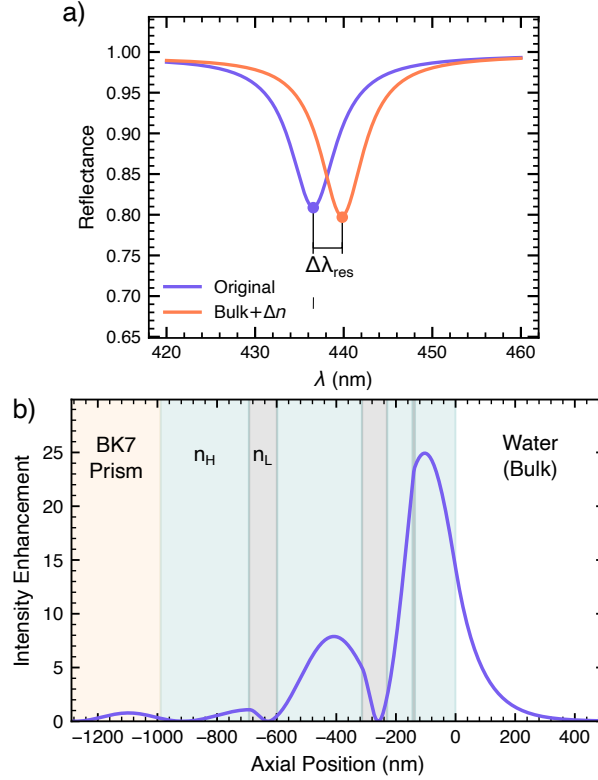 a)
1.00
0.95
0.90
0.85
0.80
0.75
0.70
0.65
Reflectance
Δλres
Original
Bulk+Δn
420
430
440
450
460
λ (nm)
b)
25
20
15
10
5
0
Intensity Enhancement
BK7
Prism
nH
nL
Water
(Bulk)
−1200
−1000
−800
−600
−400
−200
0
200
400
Axial Position (nm)